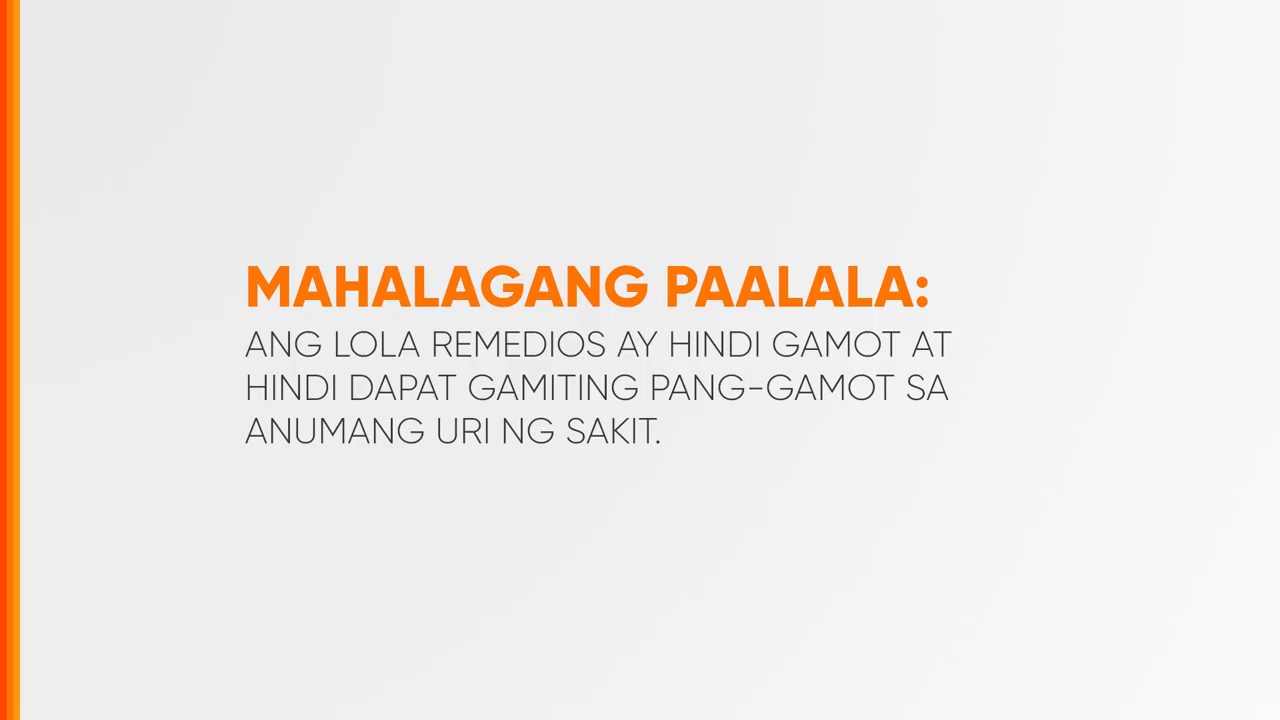 MAHALAGANG PAALALA:
ANG LOLA REMEDIOS AY HINDI GAMOT AT
HINDI DAPAT GAMITING PANG-GAMOT SA
ANUMANG URI NG SAKIT.